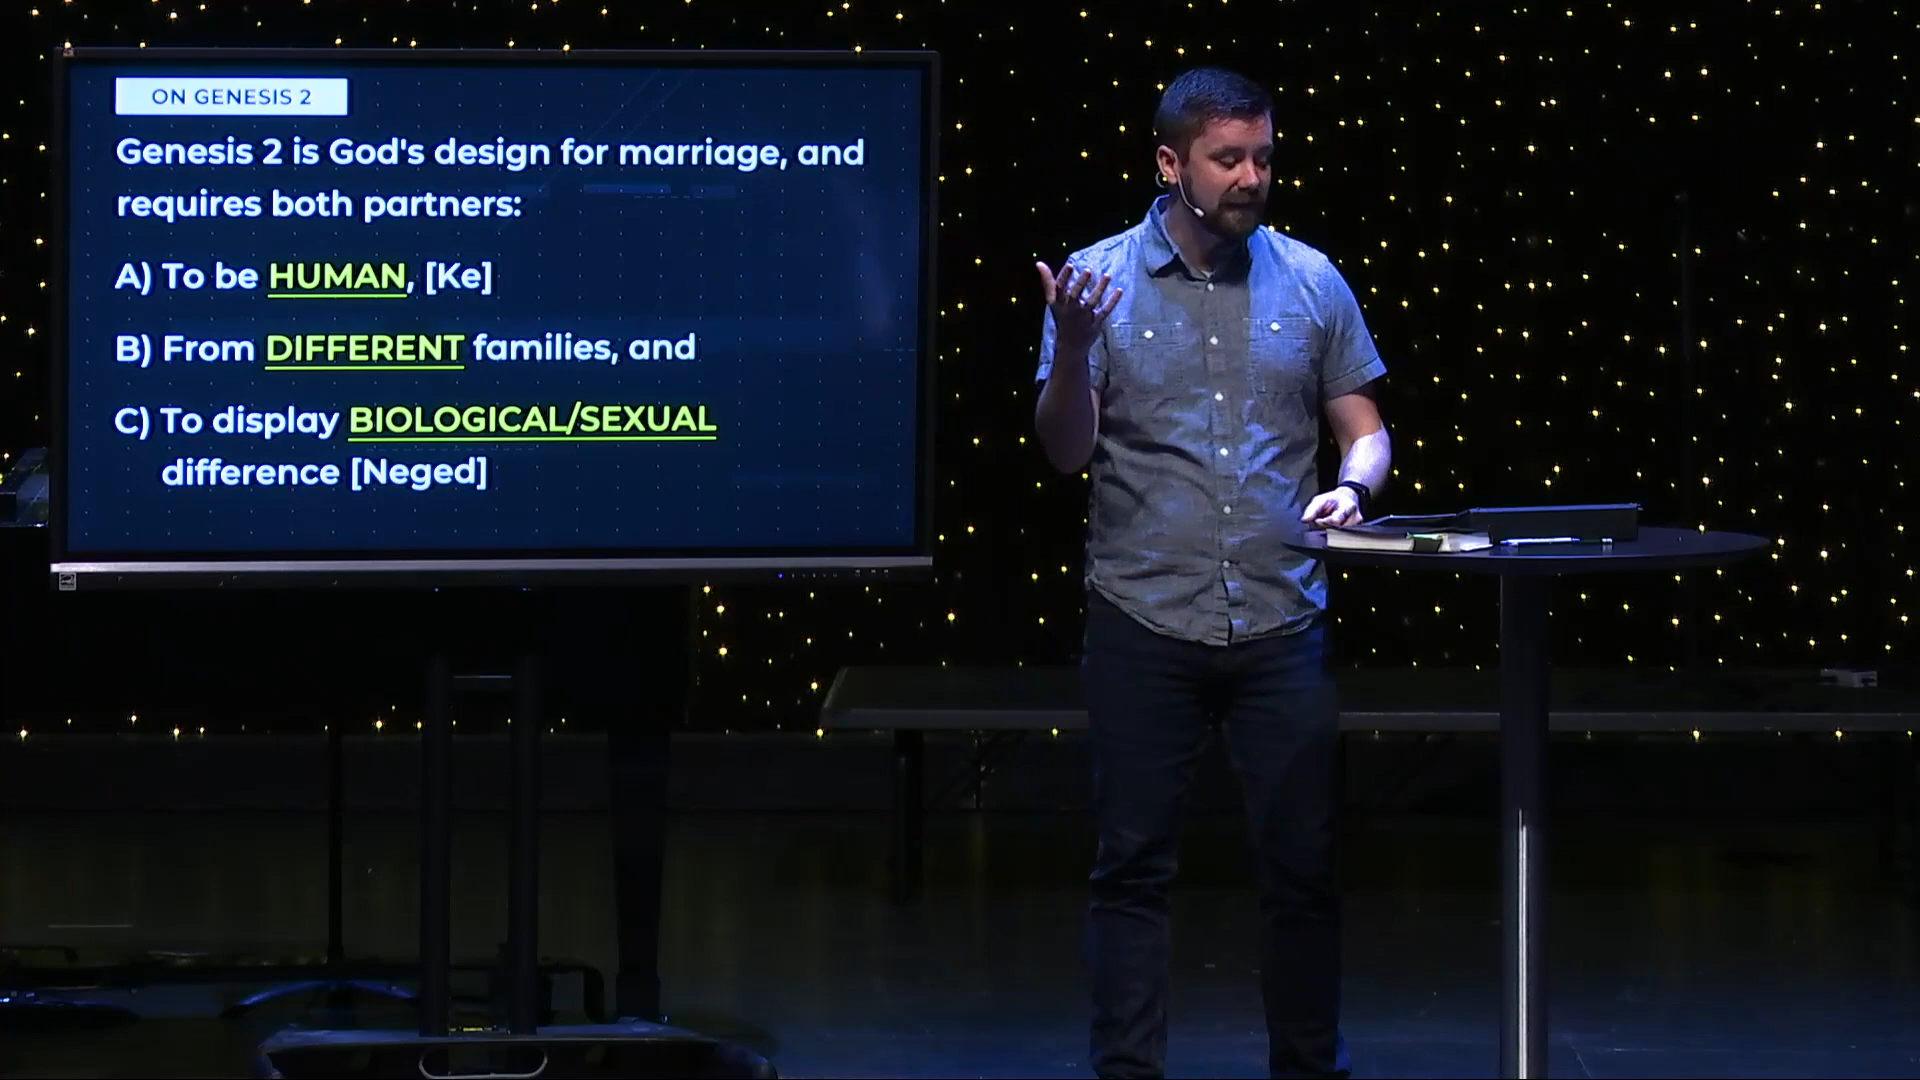 ON GENESIS 2
Genesis 2 is God's design for marriage, and
requires both partners:
A) To be HUMAN, [Ke]
B) From DIFFERENT families, and
C) To display BIOLOGICAL/SEXUAL
difference [Neged]